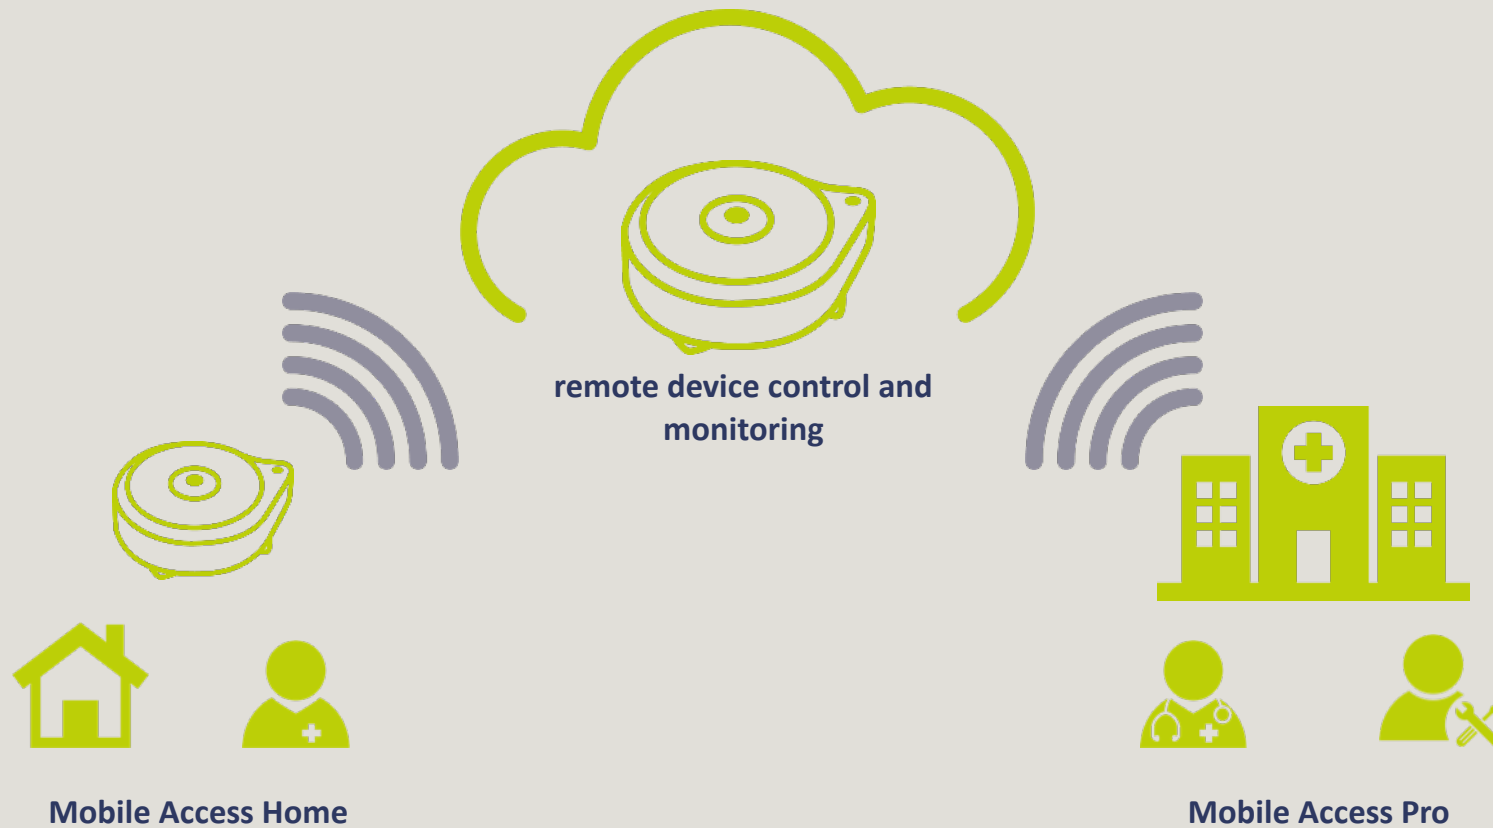 remote device control and
monitoring
Mobile Access Home
Mobile Access Pro